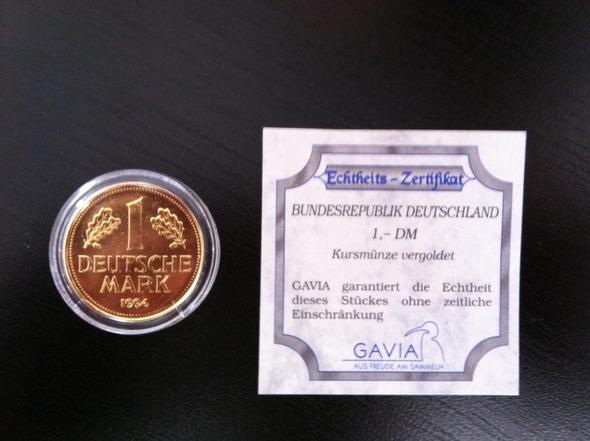 1
DEUTSCHE
MARK
1994
Echtheits - Zertifikat
BUNDESREPUBLIK DEUTSCHLAND
1,– DM
Kursmünze vergoldet
GAVIA garantiert die Echtheit
dieses Stückes ohne zeitliche
Einschränkung
GAVIA
AUS FREUDE AM SAMMELN